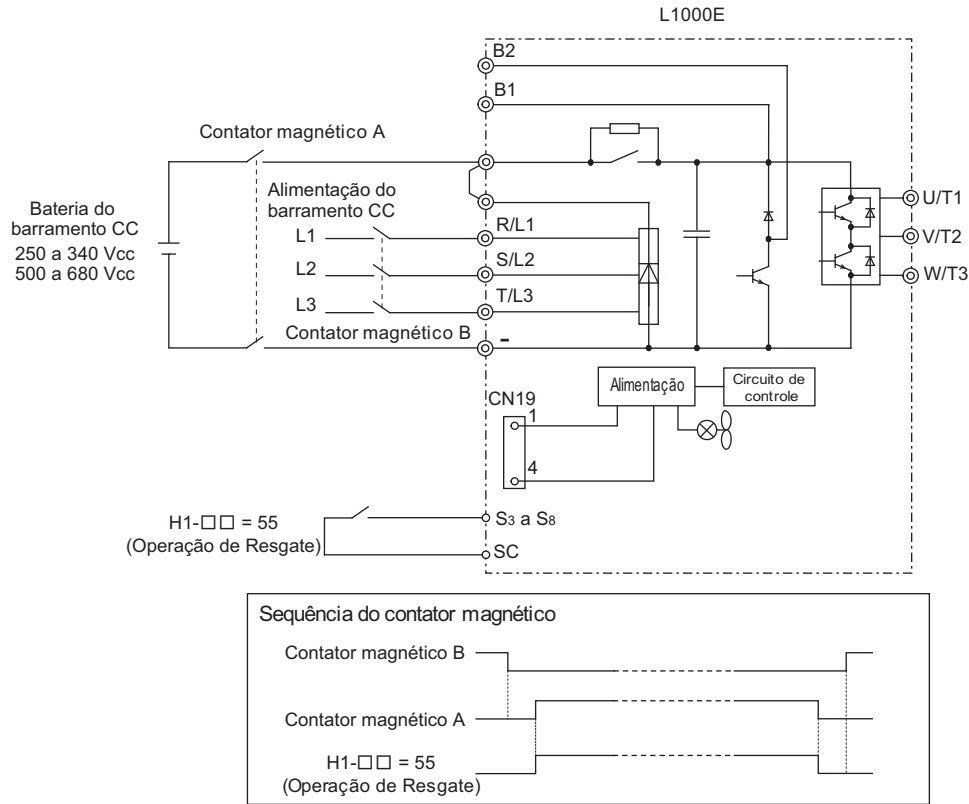 L1000E
B2
B1
Contator magnético A
Alimentação do
barramento CC
Bateria do
barramento CC
250 a 340 Vcc
500 a 680 Vcc
L1
R/L1
L2
S/L2
L3
T/L3
Contator magnético B
-
U/T1
V/T2
W/T3
CN19
1
4
Alimentação
Circuito de
controle
H1-□□ = 55
(Operação de Resgate)
S3 a S8
SC
Sequência do contator magnético
Contator magnético B
Contator magnético A
H1-□□ = 55
(Operação de Resgate)